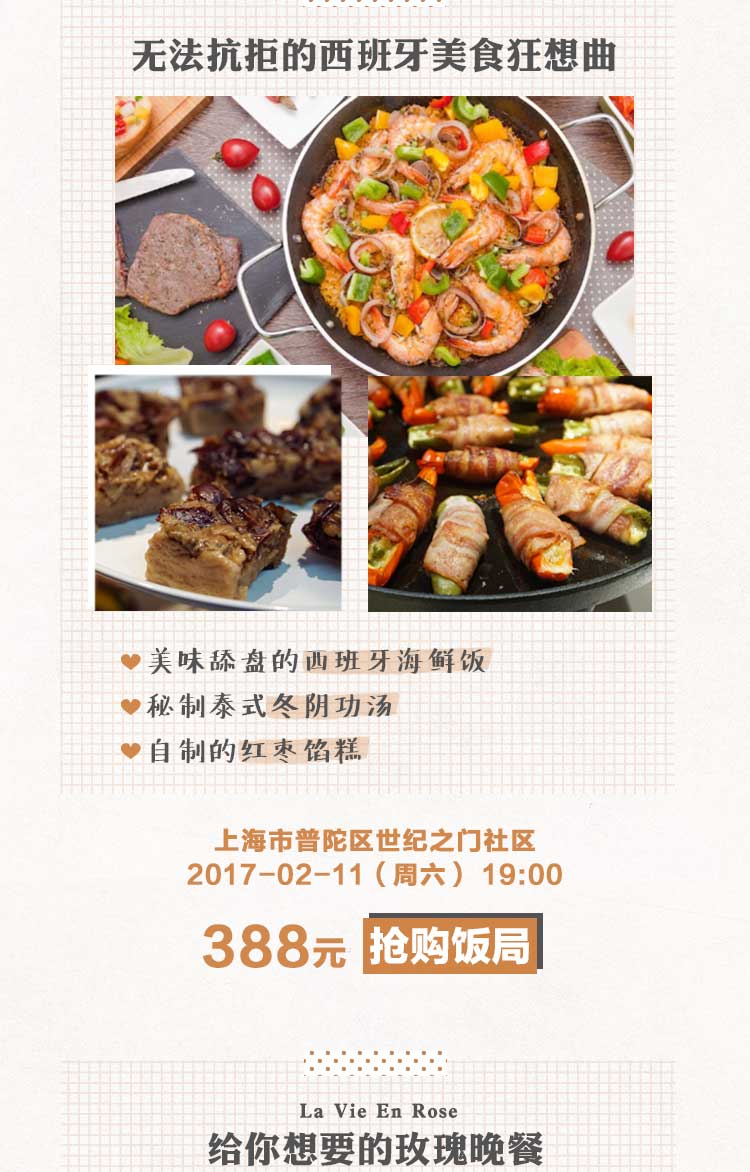 无法抗拒的西班牙美食狂想曲
美味舔盘的西班牙海鲜饭
秘制泰式冬阴功汤
自制的红枣馅糕
上海市普陀区世纪之门社区
2017-02-11（周六） 19:00
388元 抢购饭局
La Vie En Rose
给你想要的玫瑰晚餐